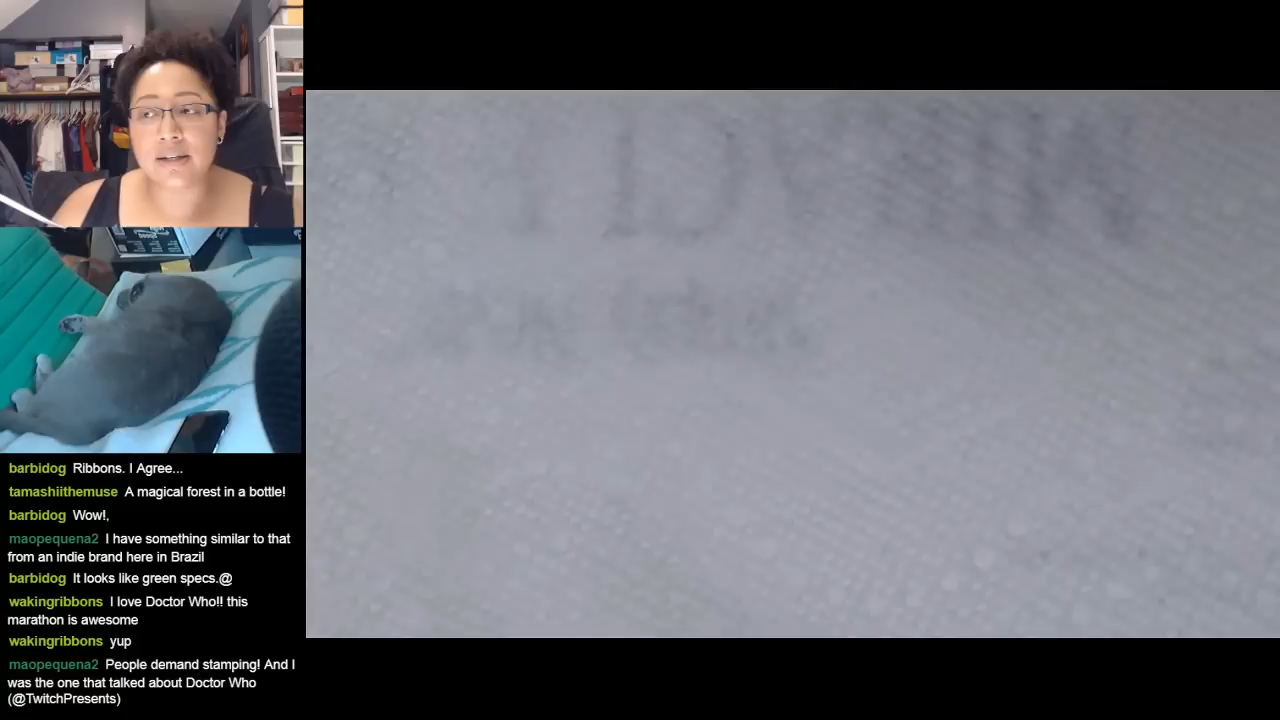 barbidog Ribbons. I Agree...
tamashiithemuse A magical forest in a bottle!
barbidog Wow!,
maopequena2 I have something similar to that
from an indie brand here in Brazil
barbidog It looks like green specs.@
wakingribbons I love Doctor Who!! this
marathon is awesome
wakingribbons yup
maopequena2 People demand stamping! And I
was the one that talked about Doctor Who
(@TwitchPresents)